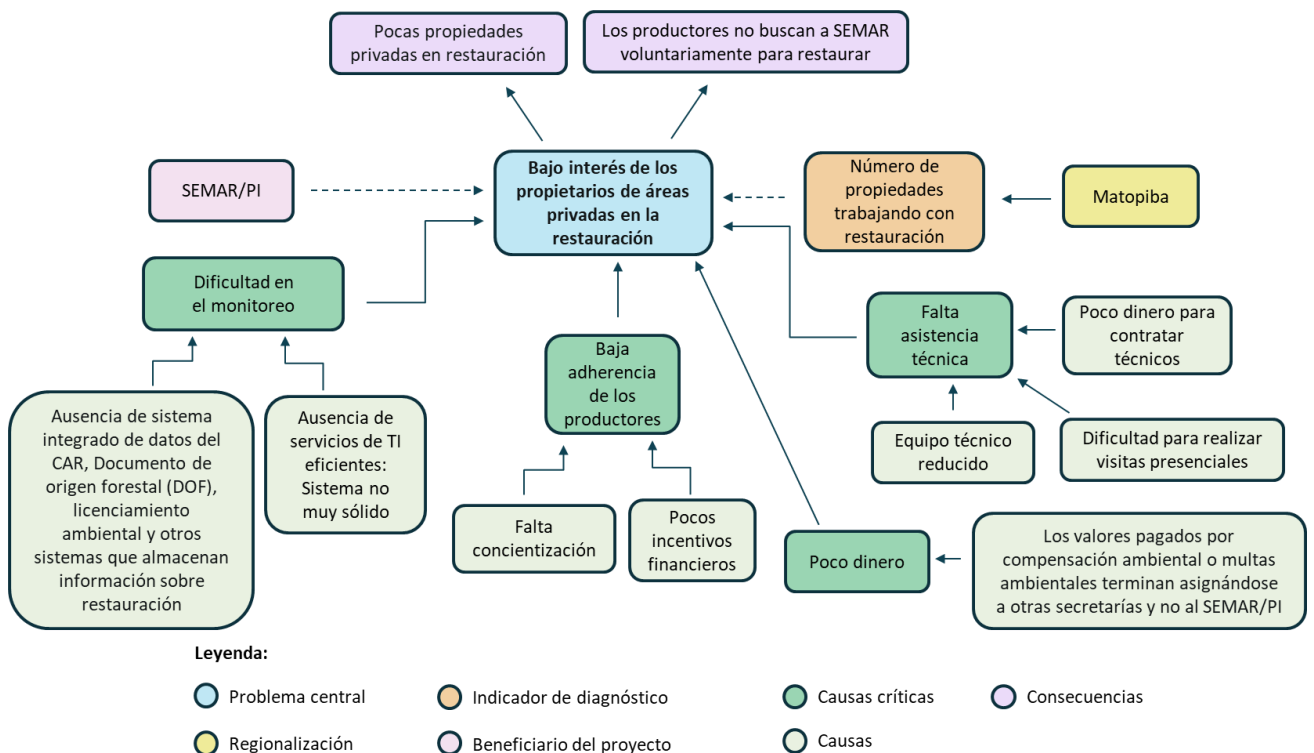 Pocas propiedades
privadas en restauración
Los productores no buscan a SEMAR
voluntariamente para restaurar
SEMAR/PI
Bajo interés de los
propietarios de áreas
privadas en la
restauración
Número de
propiedades
trabajando con
restauración
Matopiba
Dificultad en
el monitoreo
Baja
adherencia
de los
productores
Falta
asistencia
técnica
Poco dinero para
contratar
técnicos
Ausencia de sistema
integrado de datos del
CAR, Documento de
origen forestal (DOF),
licenciamiento
ambiental y otros
sistemas que almacenan
información sobre
restauración
Ausencia de
servicios de TI
eficientes:
Sistema no
muy sólido
Equipo técnico
reducido
Dificultad para realizar
visitas presenciales
Falta
concientización
Pocos
incentivos
financieros
Poco dinero
Los valores pagados por
compensación ambiental o multas
ambientales terminan asignándose
a otras secretarías y no al SEMAR/PI
Leyenda:
Problema central
Indicador de diagnóstico
Causas críticas
Consecuencias
Regionalización
Beneficiario del proyecto
Causas